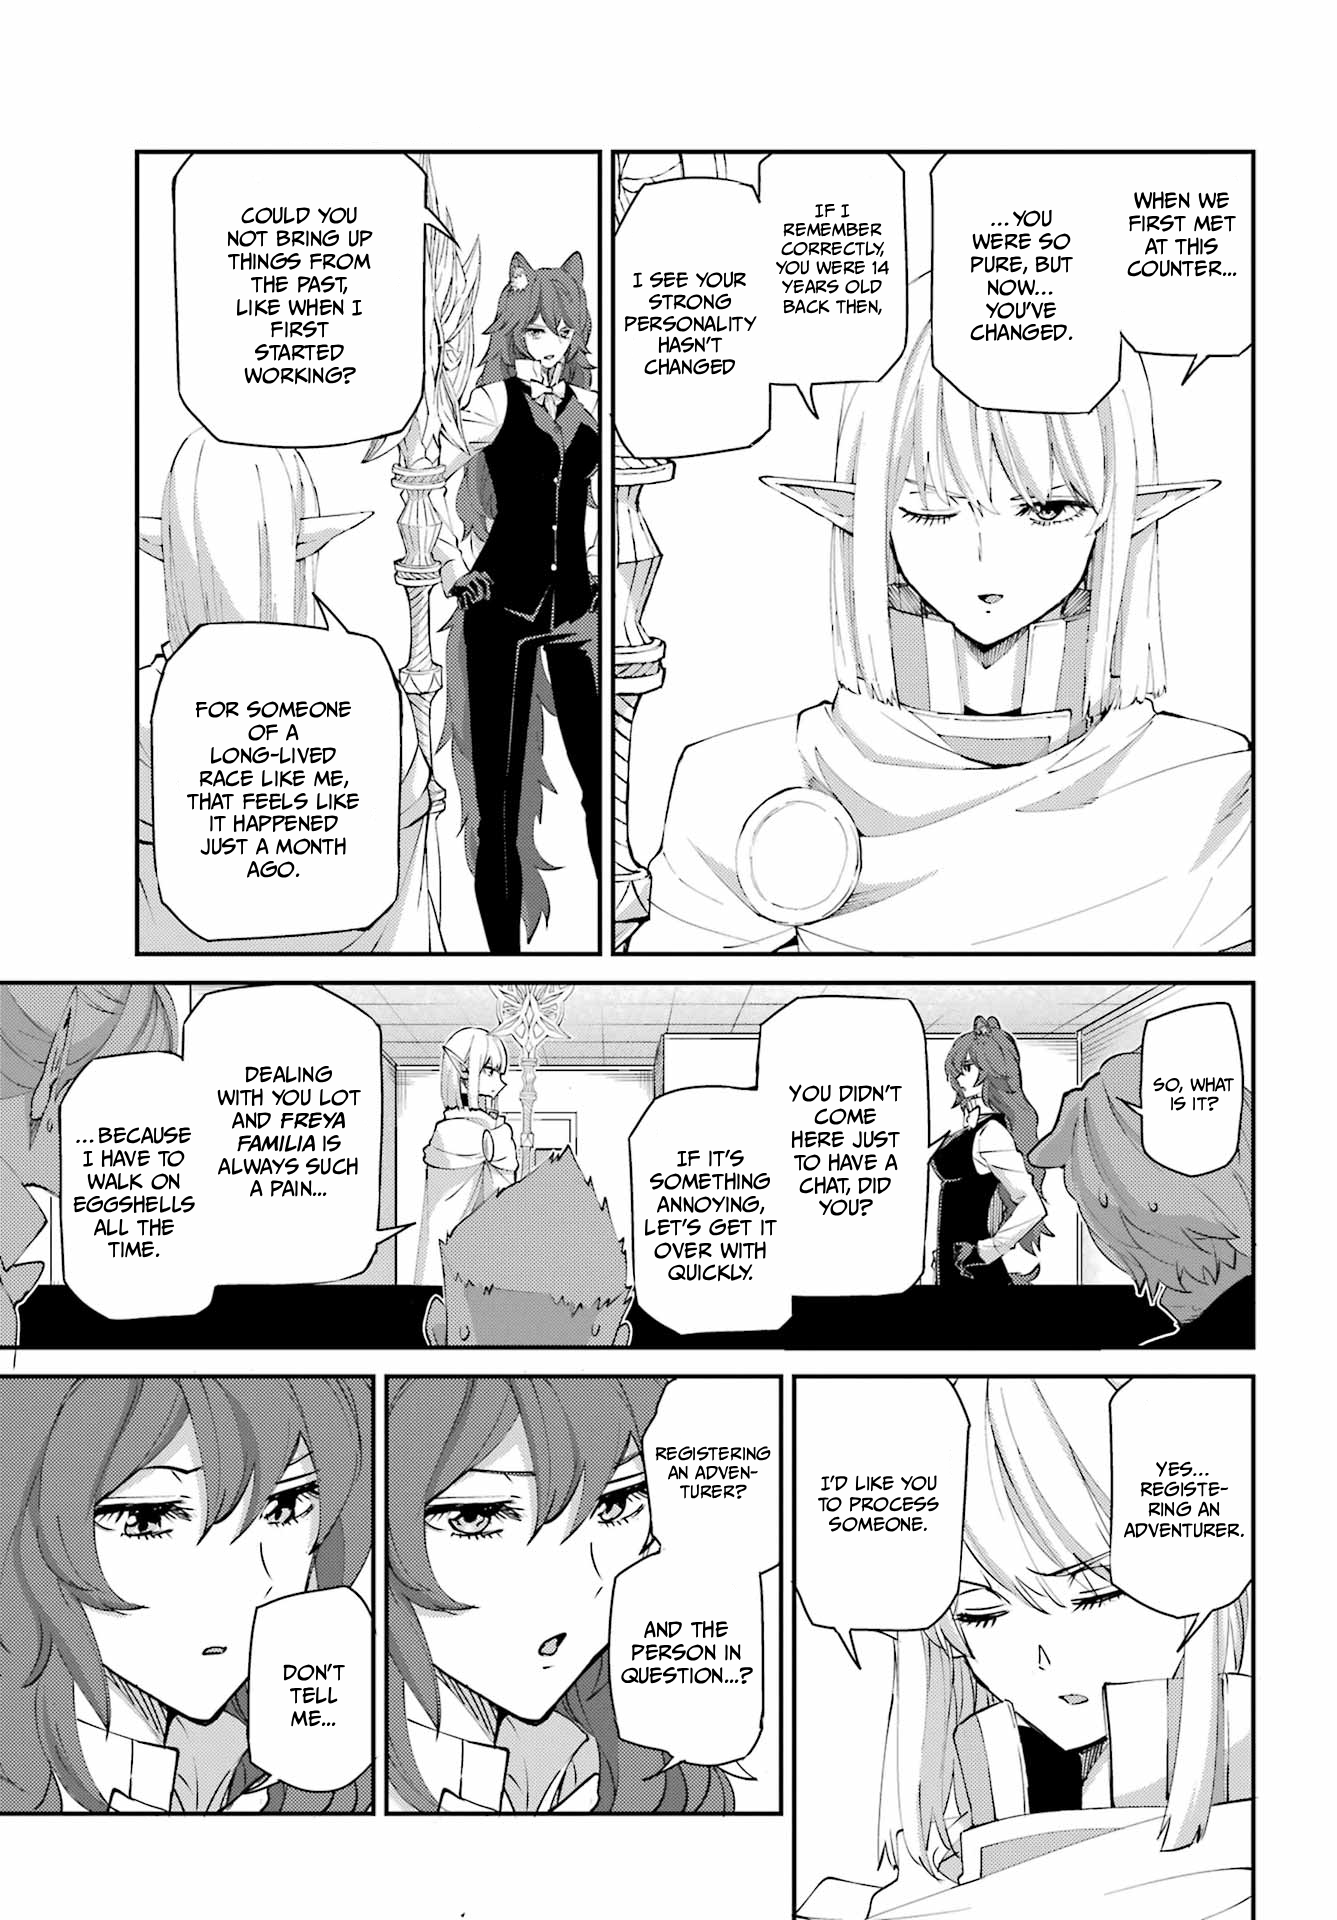 WHEN WE
FIRST MET
AT THIS
COUNTER...
...YOU
WERE SO
PURE, BUT
NOW...
YOU'VE
CHANGED.
IF I
REMEMBER
CORRECTLY,
YOU WERE 14
YEARS OLD
BACK THEN,
I SEE YOUR
STRONG
PERSONALITY
HASN'T
CHANGED
COULD YOU
NOT BRING UP
THINGS FROM
THE PAST,
LIKE WHEN I
FIRST
STARTED
WORKING?
FOR SOMEONE
OF A
LONG-LIVED
RACE LIKE ME,
THAT FEELS LIKE
IT HAPPENED
JUST A MONTH
AGO.
SO, WHAT
IS IT?
YOU DIDN'T
COME
HERE JUST
TO HAVE A
CHAT, DID
YOU?
IF IT'S
SOMETHING
ANNOYING,
LET'S GET IT
OVER WITH
QUICKLY.
DEALING
WITH YOU LOT
AND FREYA
FAMILIA IS
ALWAYS SUCH
A PAIN...
...BECAUSE
I HAVE TO
WALK ON
EGGSHELLS
ALL THE
TIME.
YES...
REGISTE-
RING AN
ADVENTURER.
I'D LIKE YOU
TO PROCESS
SOMEONE.
REGISTERING
AN ADVEN-
TURER?
AND THE
PERSON IN
QUESTION...?
DON'T
TELL
ME...